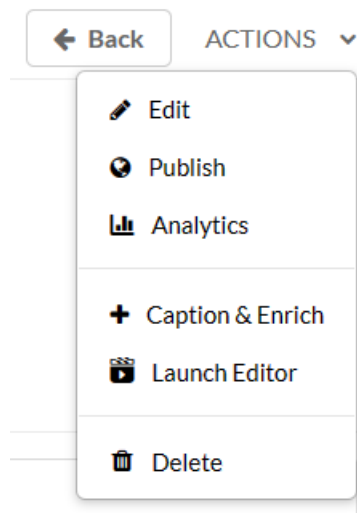 Back ACTIONS
Edit
Publish
Analytics
Caption & Enrich
Launch Editor
Delete